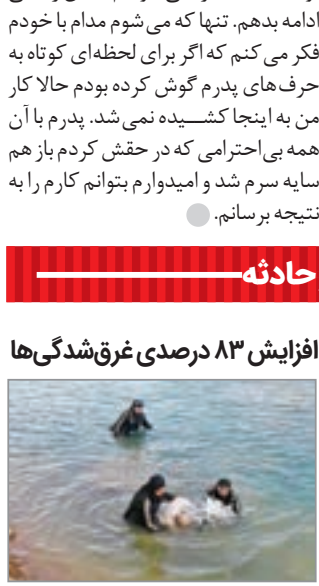 ادامه بدهم. تنها که می‌شوم مدام با خودم
فکر می‌کنم که اگر برای لحظه‌ای کوتاه به
حرف‌های پدرم گوش کرده بودم حالا کار
من به اینجا کشــیده نمی‌شد. پدرم با آن
همه بی‌احترامی که در حقش کردم باز هم
سایه سرم شد و امیدوارم بتوانم کارم را به
نتیجه برسانم.
حادثه
افزایش ۸۳ درصدی غرق‌شدگی‌ها